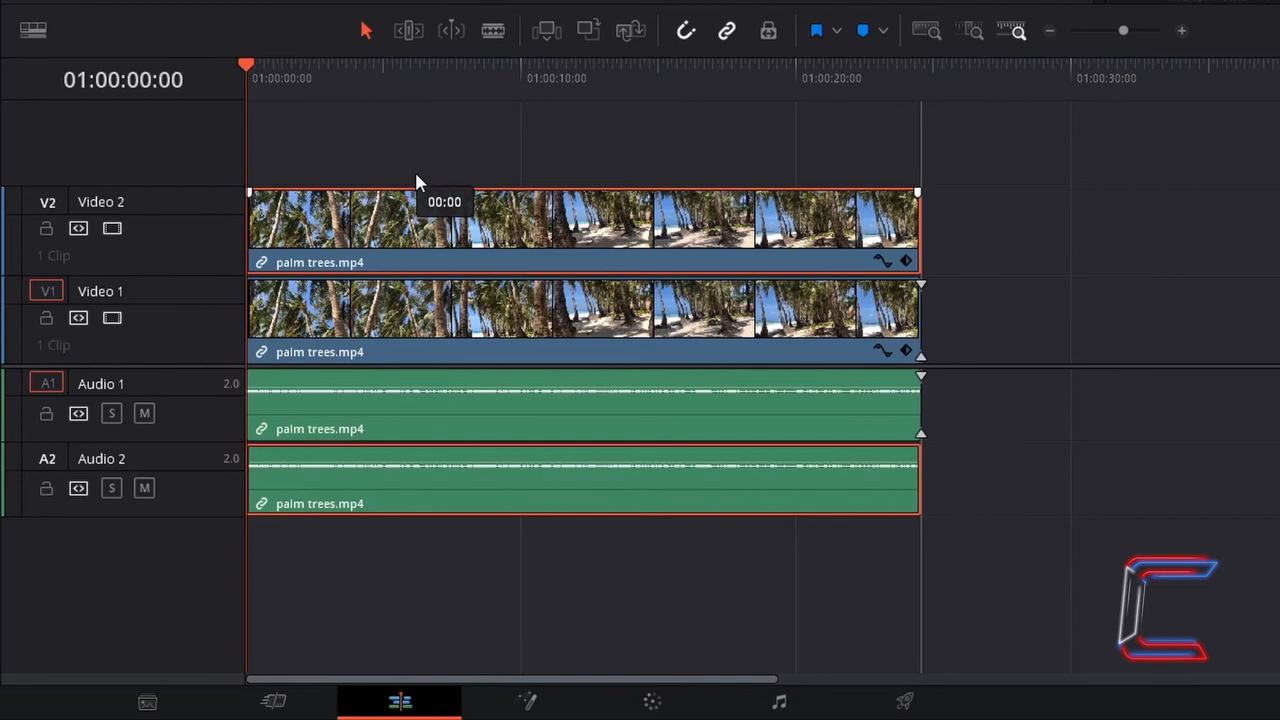 01:00:00:00
01:00:00:00 01:00:10:00 01:00:20:00 01:00:30:00
V2 Video 2
00:00
1 Clip
palm trees.mp4
V1 Video 1
1 Clip
palm trees.mp4
A1 Audio 1 2.0
S M
palm trees.mp4
A2 Audio 2 2.0
S M
palm trees.mp4